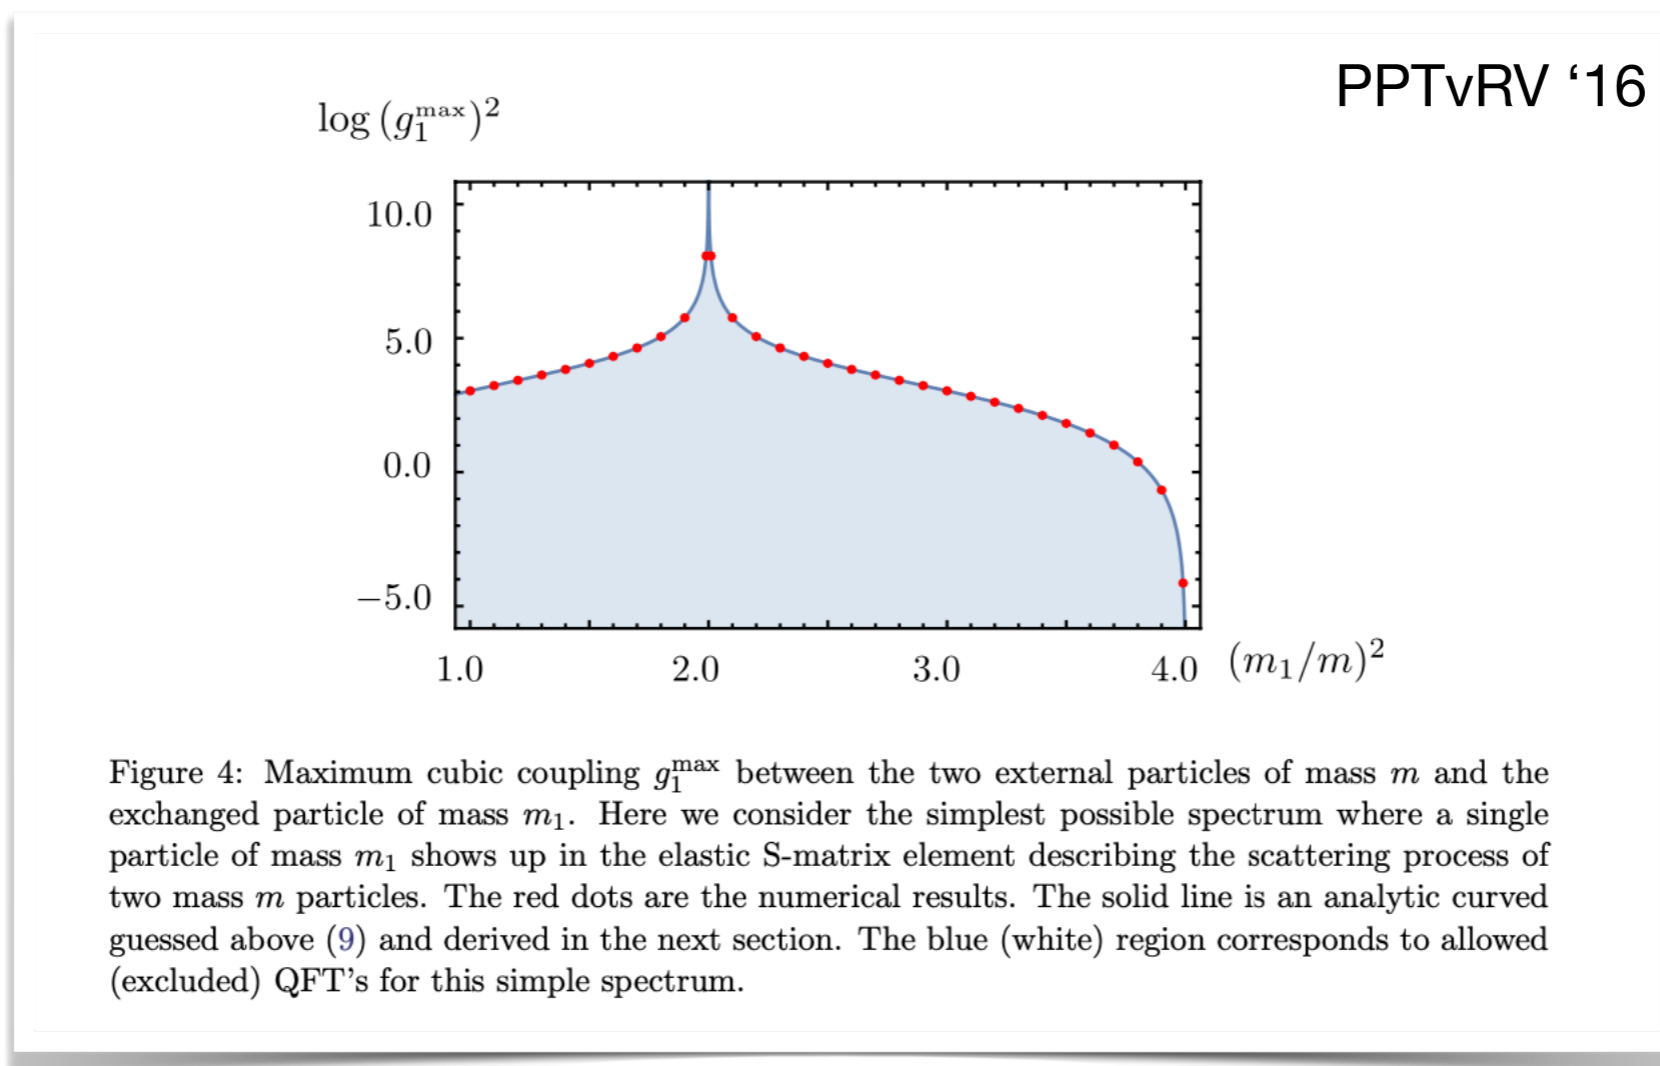 PPTvRV ‘16
log (g₁ᵐᵃˣ)²
10.0
5.0
0.0
−5.0
1.0 2.0 3.0 4.0 (m₁/m)²
Figure 4: Maximum cubic coupling g₁ᵐᵃˣ between the two external particles of mass m and the
exchanged particle of mass m₁. Here we consider the simplest possible spectrum where a single
particle of mass m₁ shows up in the elastic S-matrix element describing the scattering process of
two mass m particles. The red dots are the numerical results. The solid line is an analytic curved
guessed above (9) and derived in the next section. The blue (white) region corresponds to allowed
(excluded) QFT’s for this simple spectrum.